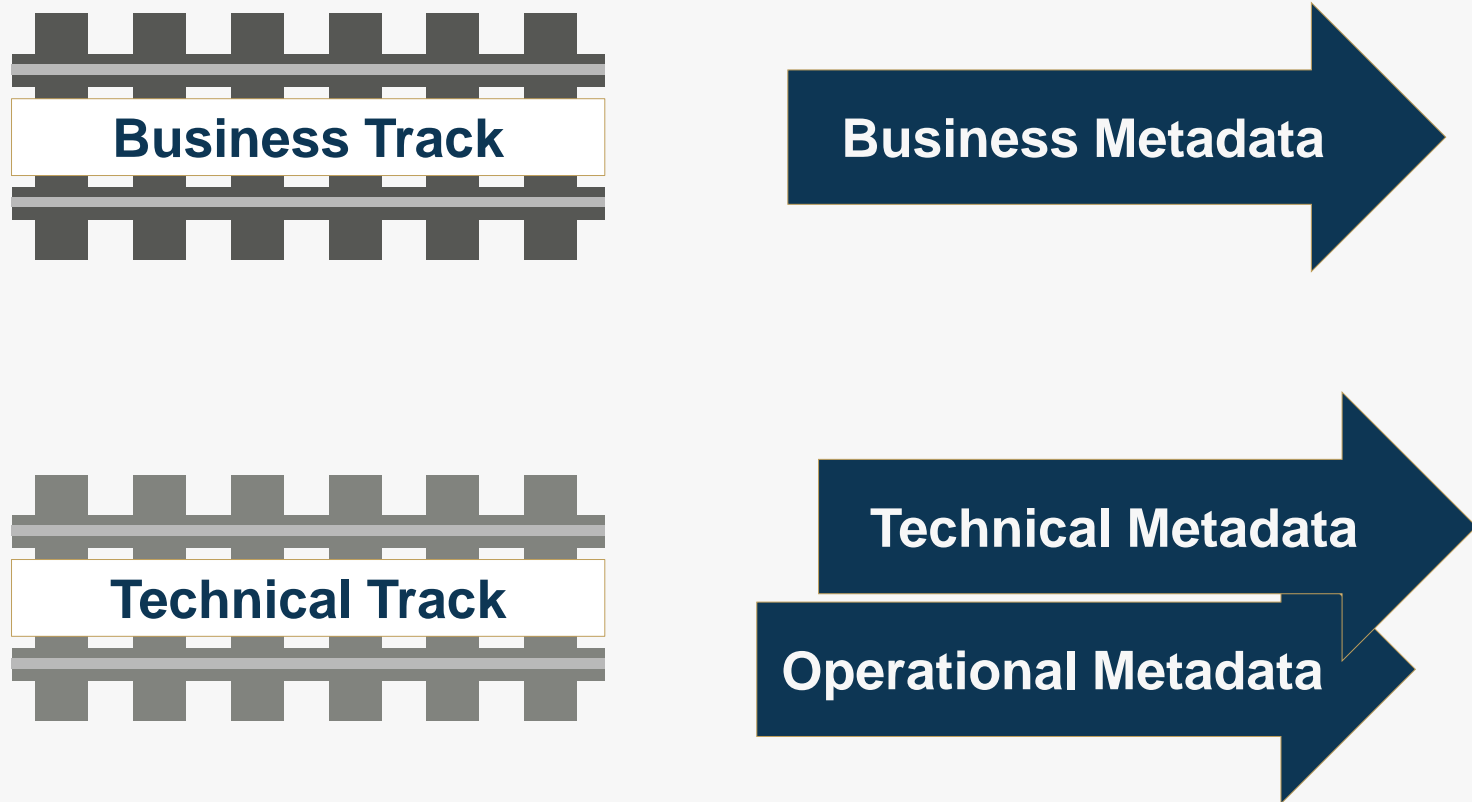 Business Track
Business Metadata
Technical Track
Technical Metadata
Operational Metadata